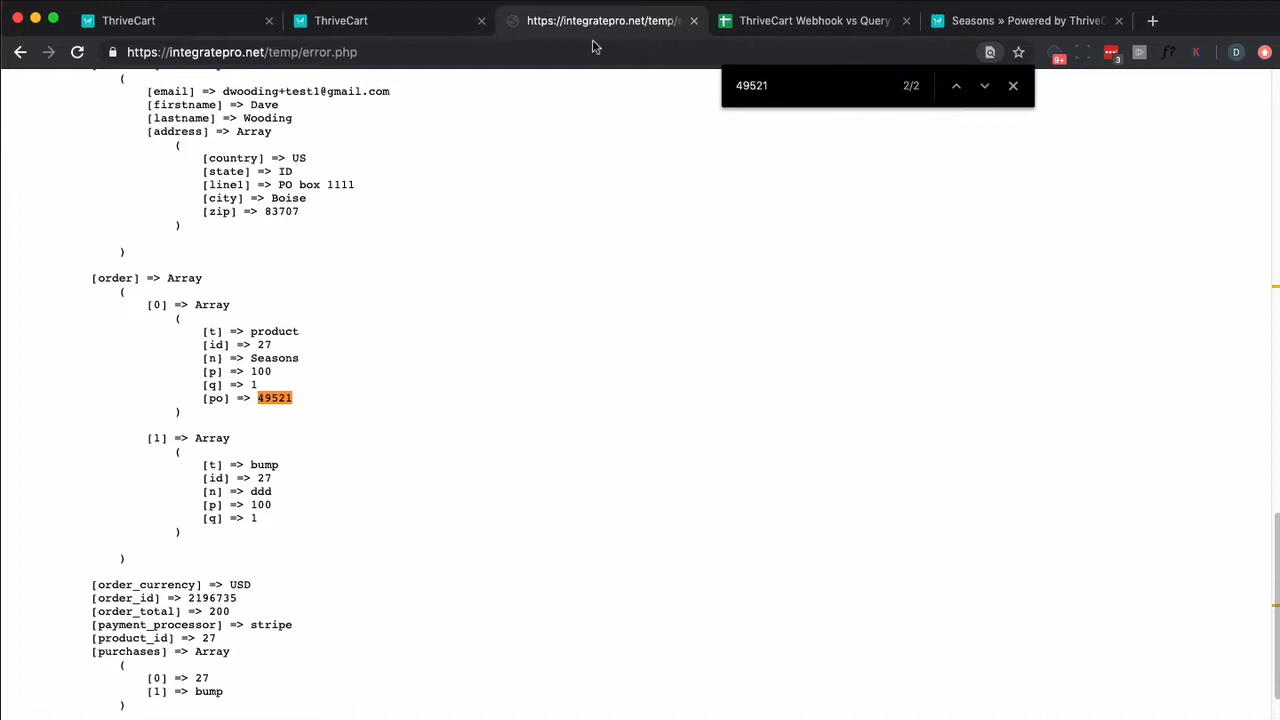 ThriveCart
ThriveCart
https://integratepro.net/temp/e
ThriveCart Webhook vs Query
Seasons » Powered by ThriveC
https://integratepro.net/temp/error.php
9+
3
f?
K
D
49521
2/2
(
[email] => dwooding+test1@gmail.com
[firstname] => Dave
[lastname] => Wooding
[address] => Array
(
[country] => US
[state] => ID
[line1] => PO box 1111
[city] => Boise
[zip] => 83707
)
)
[order] => Array
(
[0] => Array
(
[t] => product
[id] => 27
[n] => Seasons
[p] => 100
[q] => 1
[po] => 49521
)
[1] => Array
(
[t] => bump
[id] => 27
[n] => ddd
[p] => 100
[q] => 1
)
)
[order_currency] => USD
[order_id] => 2196735
[order_total] => 200
[payment_processor] => stripe
[product_id] => 27
[purchases] => Array
(
[0] => 27
[1] => bump
)